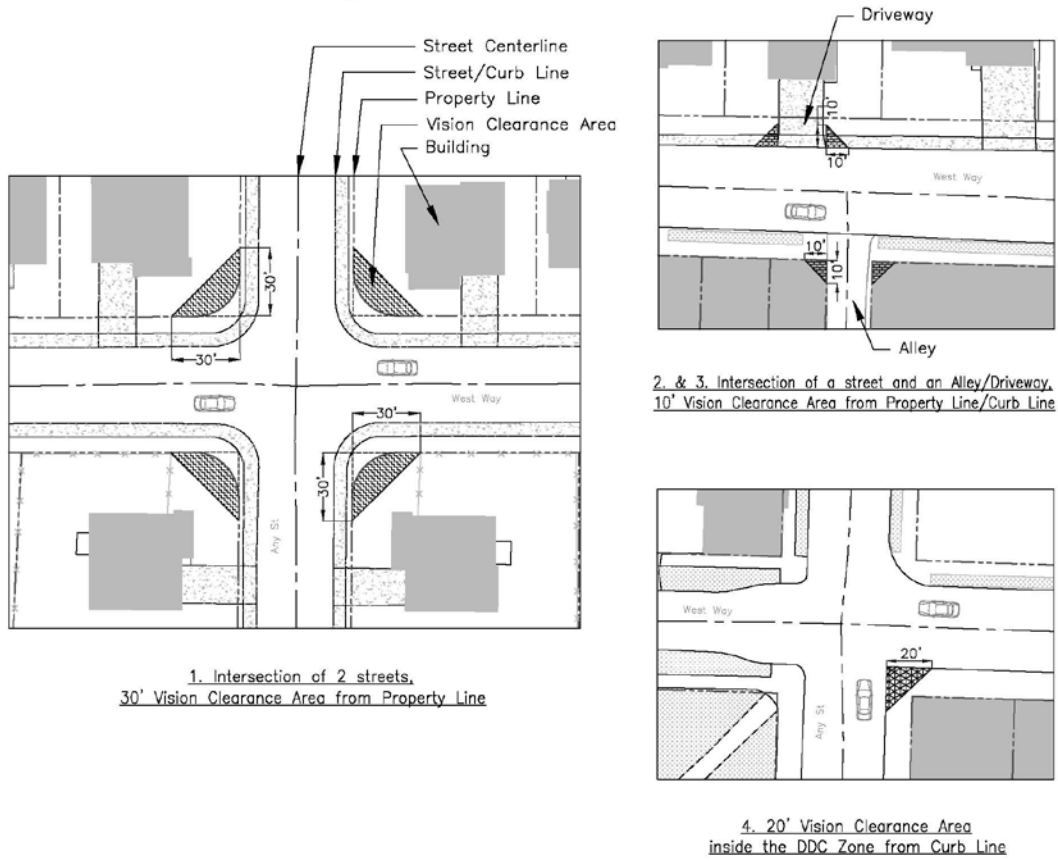 Street Centerline
Street/Curb Line
Property Line
Vision Clearance Area
Building
30'
30'
30'
30'
West Way
Any St
1. Intersection of 2 streets,
30' Vision Clearance Area from Property Line
Driveway
10'
10'
West Way
10'
10'
Alley
2. & 3. Intersection of a street and an Alley/Driveway,
10' Vision Clearance Area from Property Line/Curb Line
West Way
20'
Any St
4. 20' Vision Clearance Area
inside the DDC Zone from Curb Line